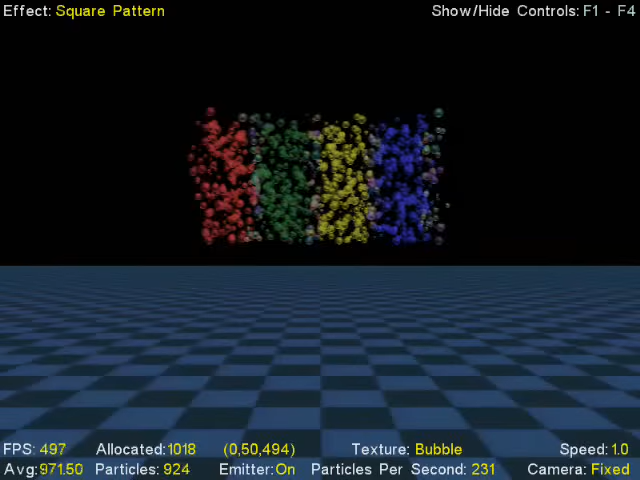 Effect: Square Pattern Show/Hide Controls: F1 - F4
FPS: 497 Allocated: 1018 (0,50,494) Texture: Bubble Speed: 1.0
Avg: 971.50 Particles: 924 Emitter: On Particles Per Second: 231 Camera: Fixed